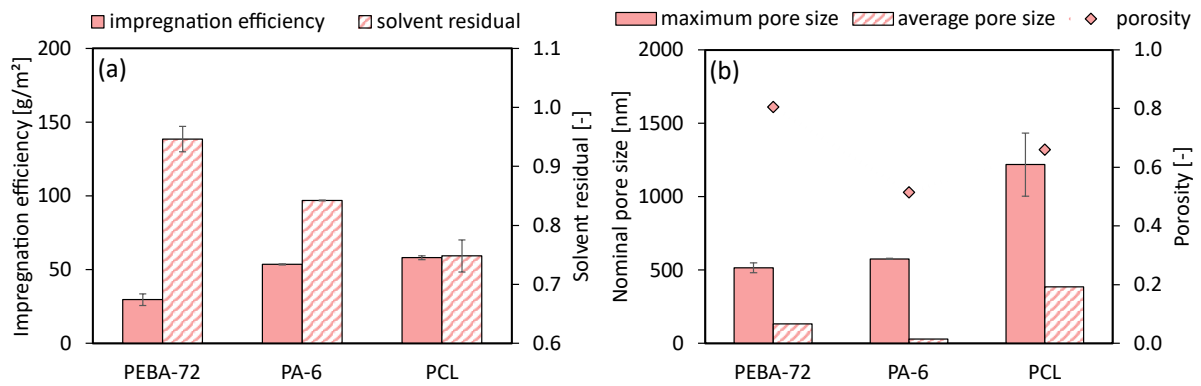 impregnation efficiency solvent residual
(a)
Impregnation efficiency [g/m²]
200
150
100
50
0
Solvent residual [-]
1.1
1.0
0.9
0.8
0.7
0.6
PEBA-72 PA-6 PCL
maximum pore size average pore size porosity
(b)
Nominal pore size [nm]
2000
1500
1000
500
0
Porosity [-]
1.0
0.8
0.6
0.4
0.2
0.0
PEBA-72 PA-6 PCL